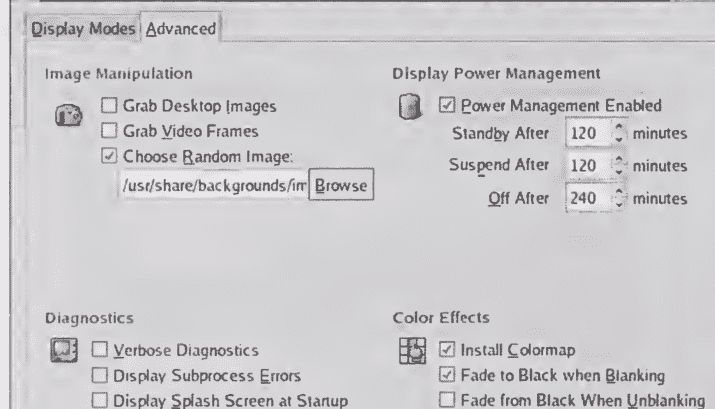 Display Modes Advanced
Image Manipulation
Grab Desktop Images
Grab Video Frames
Choose Random Image:
/usr/share/backgrounds/im Browse
Display Power Management
Power Management Enabled
Standby After 120 minutes
Suspend After 120 minutes
Off After 240 minutes
Diagnostics
Verbose Diagnostics
Display Subprocess Errors
Display Splash Screen at Startup
Color Effects
Install Colormap
Fade to Black when Blanking
Fade from Black When Unblanking